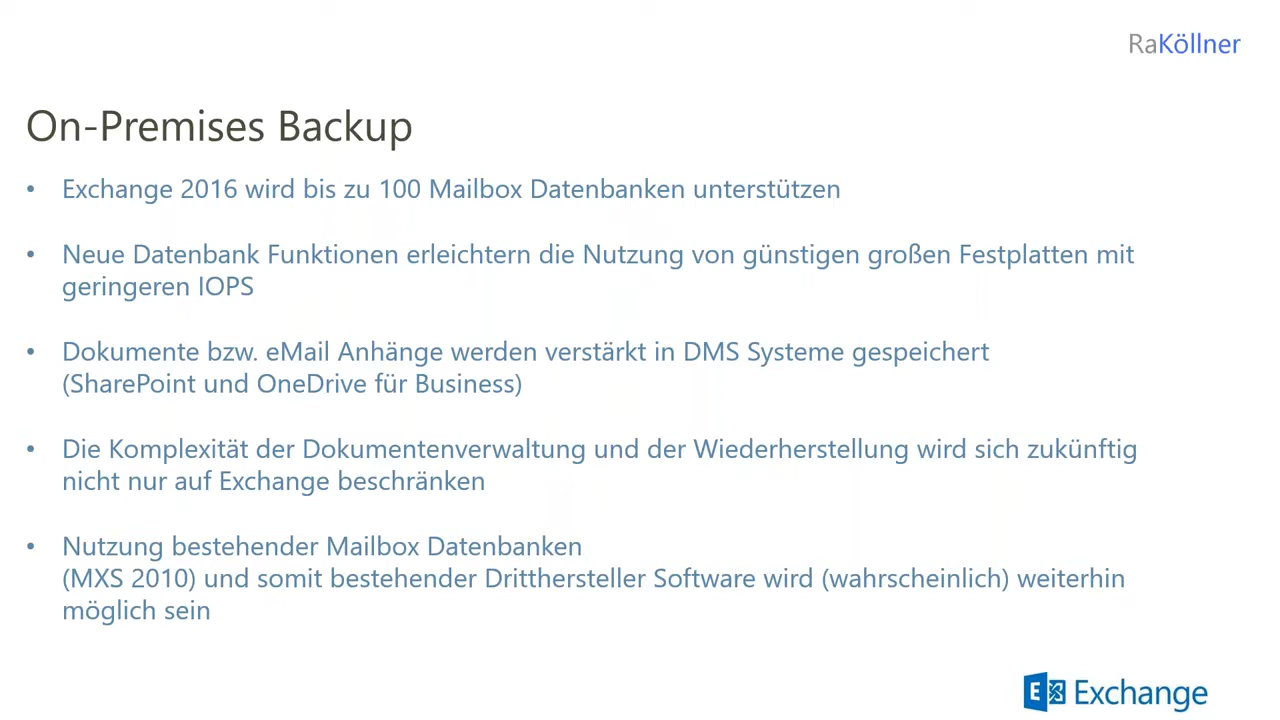 RaKöllner
On-Premises Backup
• Exchange 2016 wird bis zu 100 Mailbox Datenbanken unterstützen
• Neue Datenbank Funktionen erleichtern die Nutzung von günstigen großen Festplatten mit
geringeren IOPS
• Dokumente bzw. eMail Anhänge werden verstärkt in DMS Systeme gespeichert
(SharePoint und OneDrive für Business)
• Die Komplexität der Dokumentenverwaltung und der Wiederherstellung wird sich zukünftig
nicht nur auf Exchange beschränken
• Nutzung bestehender Mailbox Datenbanken
(MXS 2010) und somit bestehender Dritthersteller Software wird (wahrscheinlich) weiterhin
möglich sein
Exchange